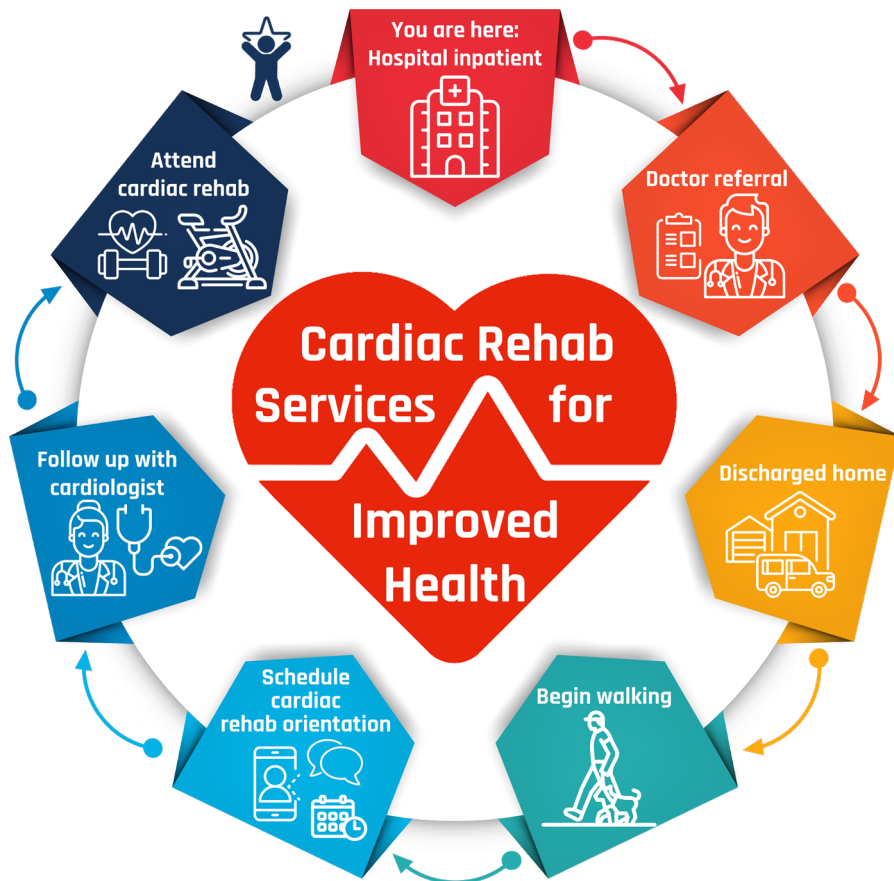 You are here:
Hospital inpatient
Doctor referral
Discharged home
Begin walking
Schedule
cardiac
rehab orientation
Follow up with
cardiologist
Attend
cardiac rehab
Cardiac Rehab
Services for
Improved
Health